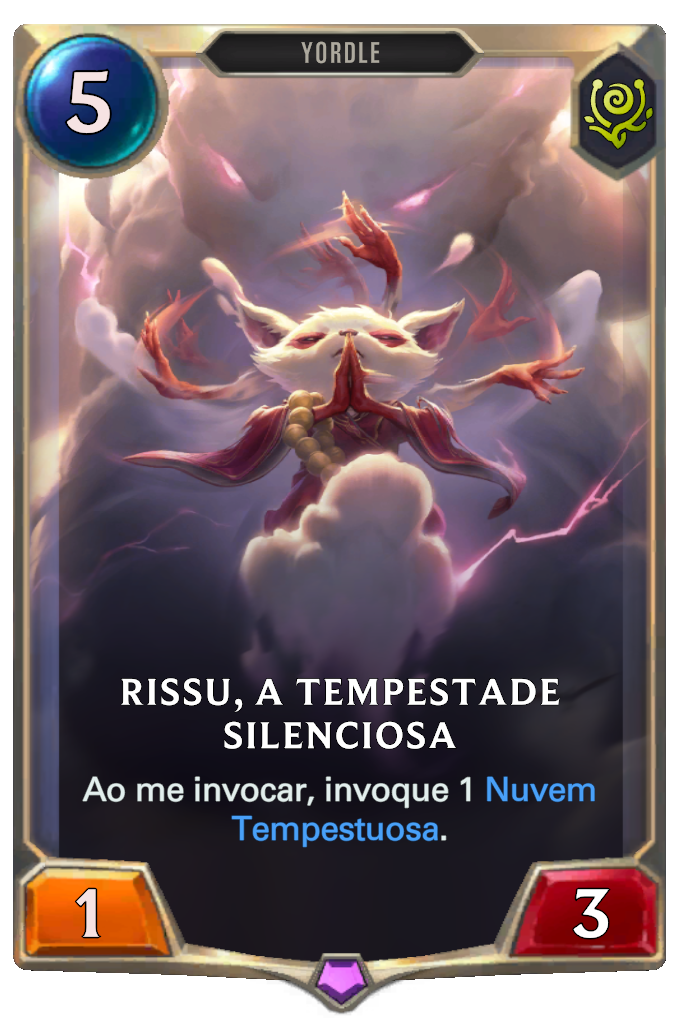 YORDLE
5
RISSU, A TEMPESTADE
SILENCIOSA
Ao me invocar, invoque 1 Nuvem
Tempestuosa.
1
3